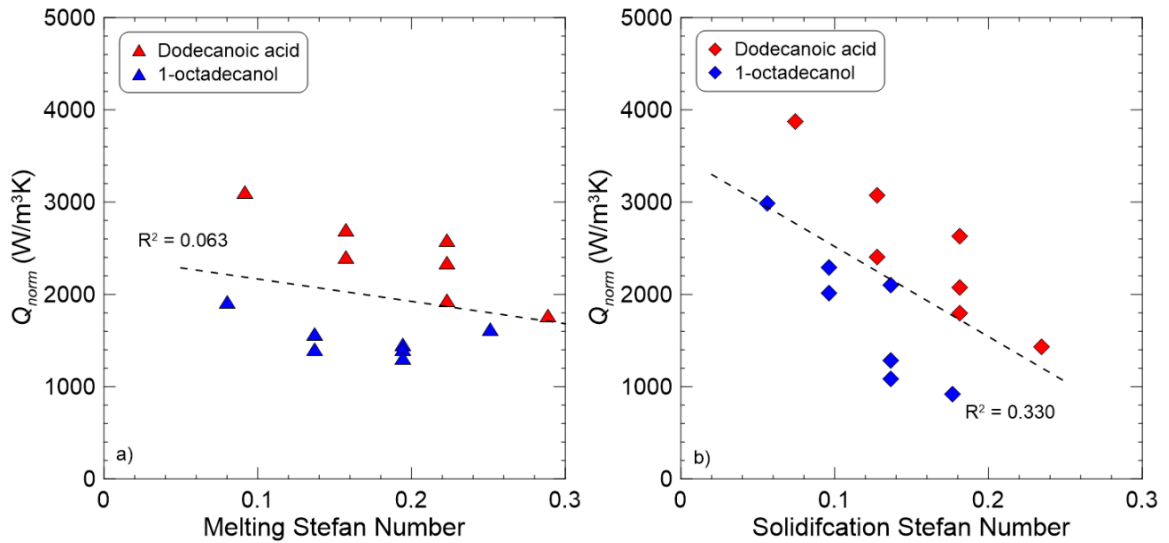 5000
4000
3000
2000
1000
0
Q_norm (W/m³K)
Dodecanoic acid
1-octadecanol
R² = 0.063
a)
0
0.1
0.2
0.3
Melting Stefan Number
5000
4000
3000
2000
1000
0
Q_norm (W/m³K)
Dodecanoic acid
1-octadecanol
R² = 0.330
b)
0
0.1
0.2
0.3
Solidifcation Stefan Number